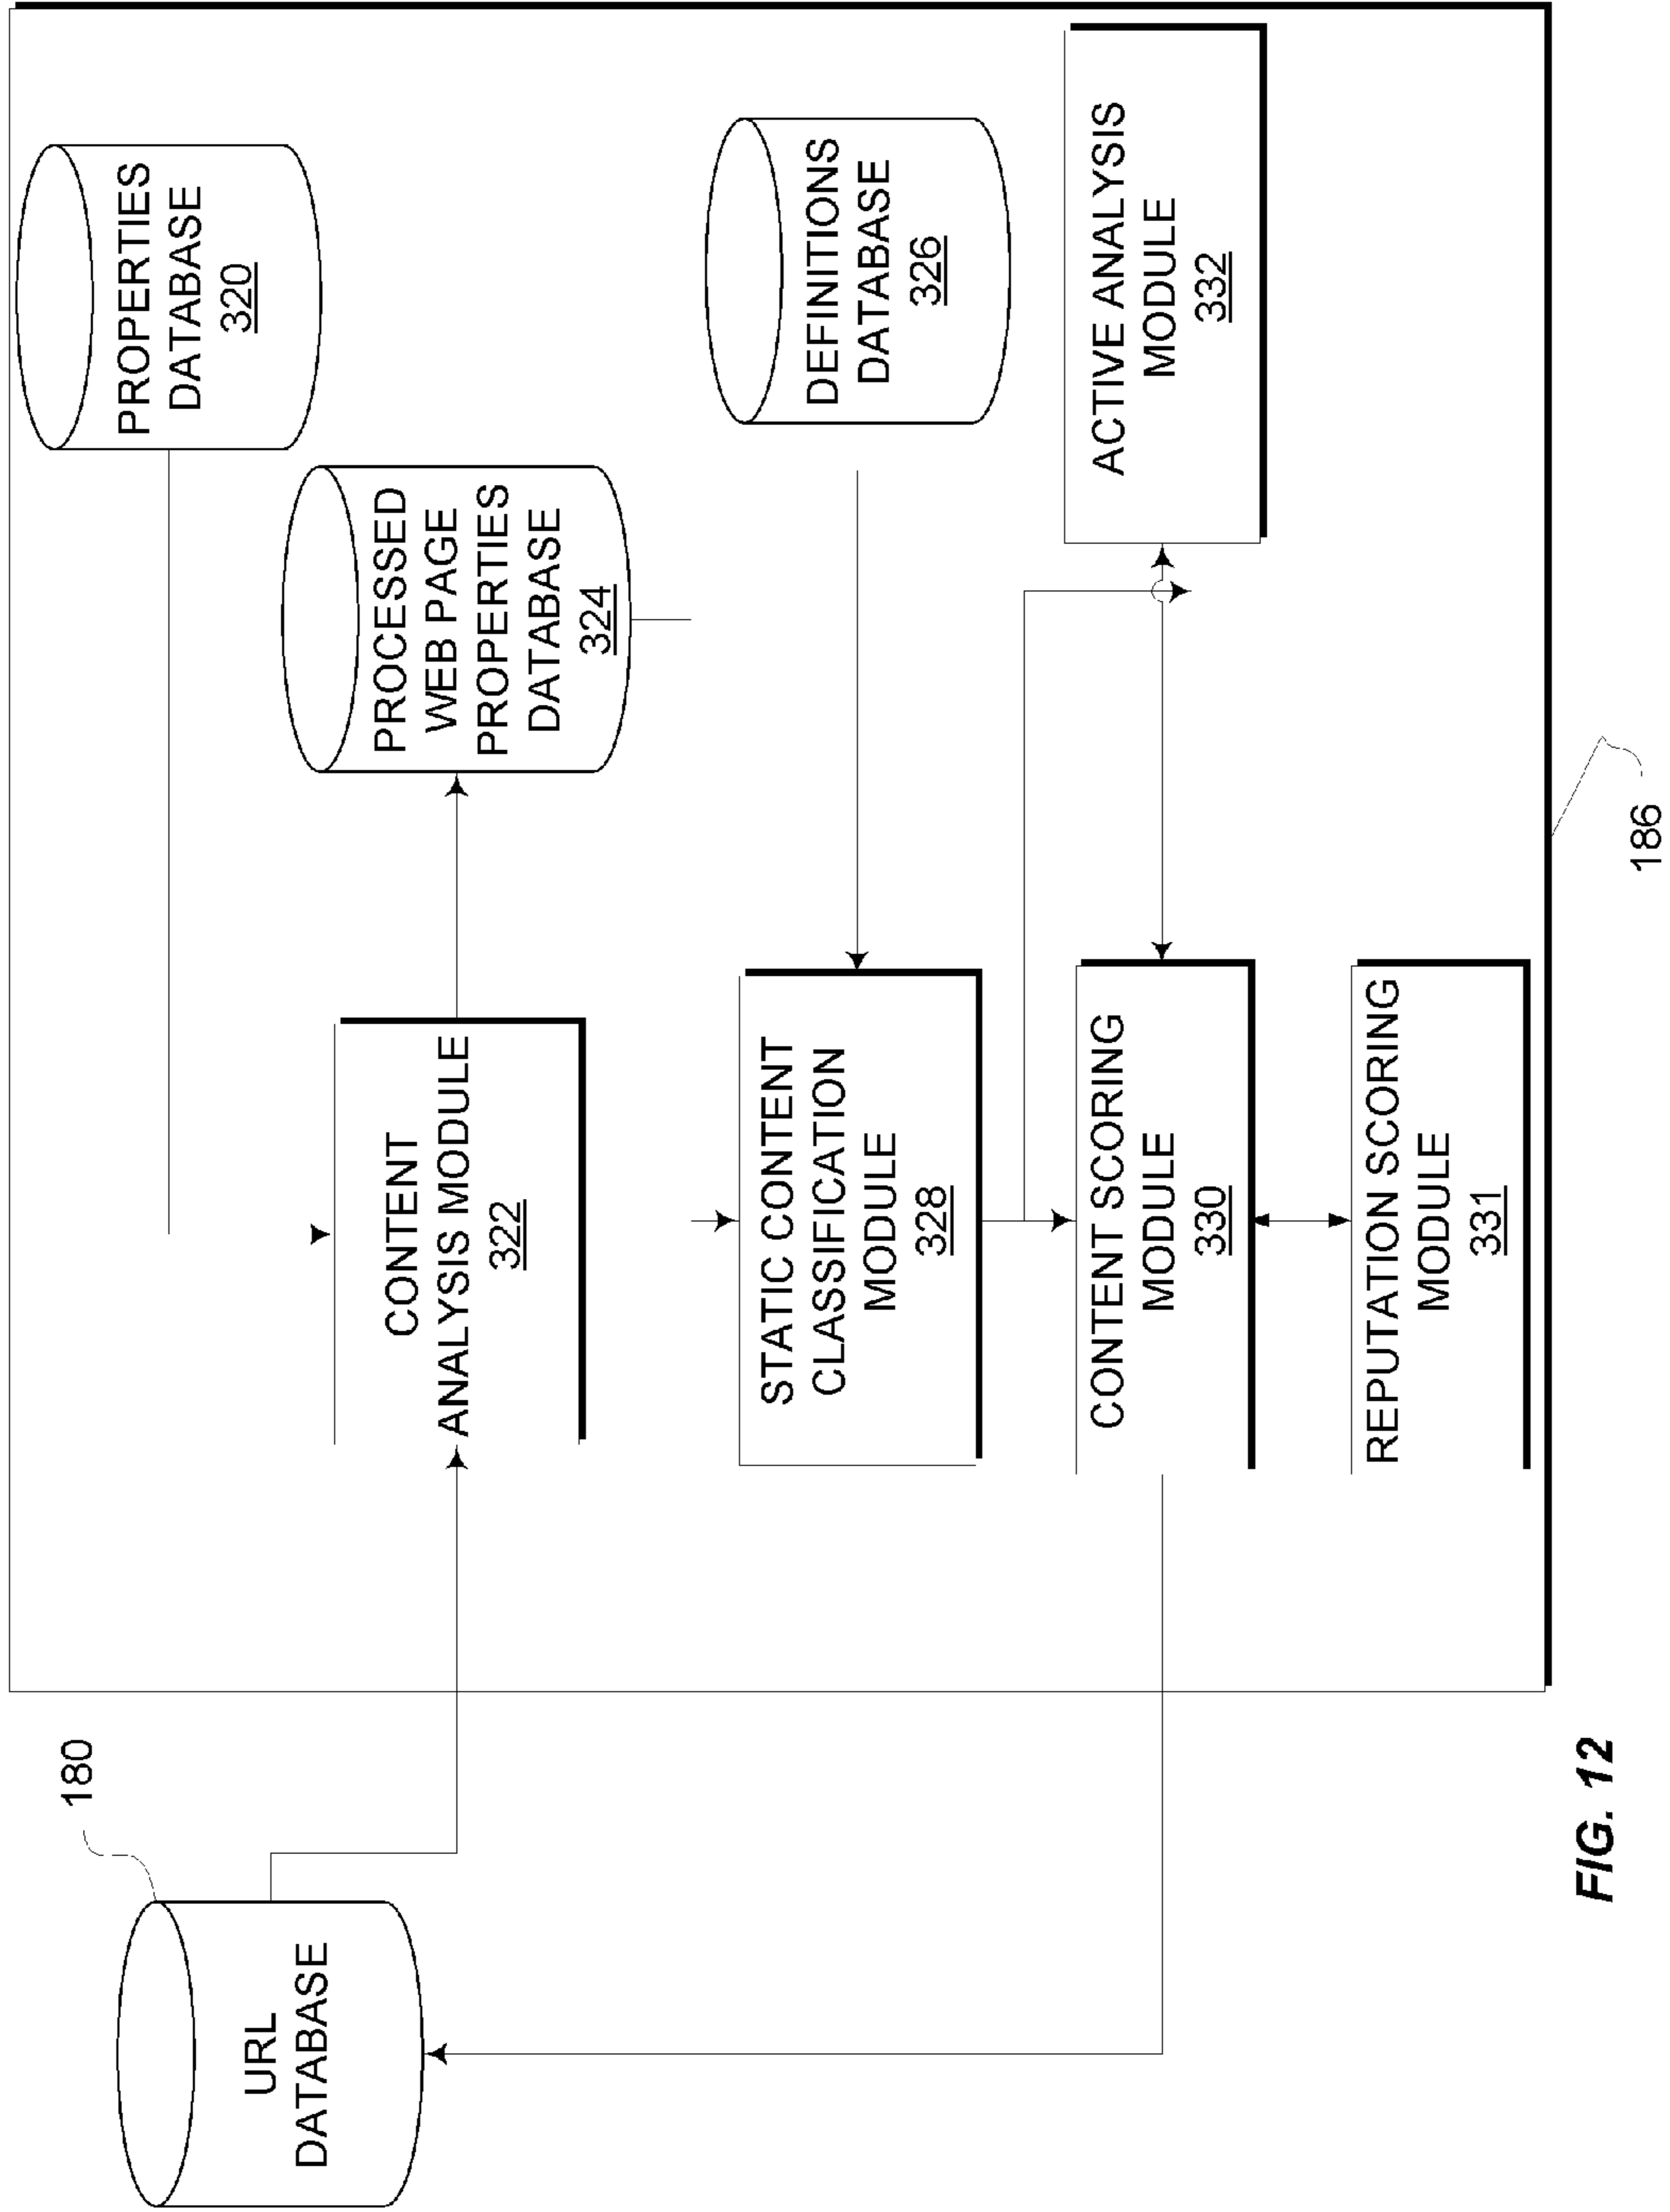 180
URL
DATABASE
PROPERTIES
DATABASE
320
CONTENT
ANALYSIS MODULE
322
PROCESSED
WEB PAGE
PROPERTIES
DATABASE
324
STATIC CONTENT
CLASSIFICATION
MODULE
328
DEFINITIONS
DATABASE
326
CONTENT SCORING
MODULE
330
ACTIVE ANALYSIS
MODULE
332
REPUTATION SCORING
MODULE
331
186
FIG. 12